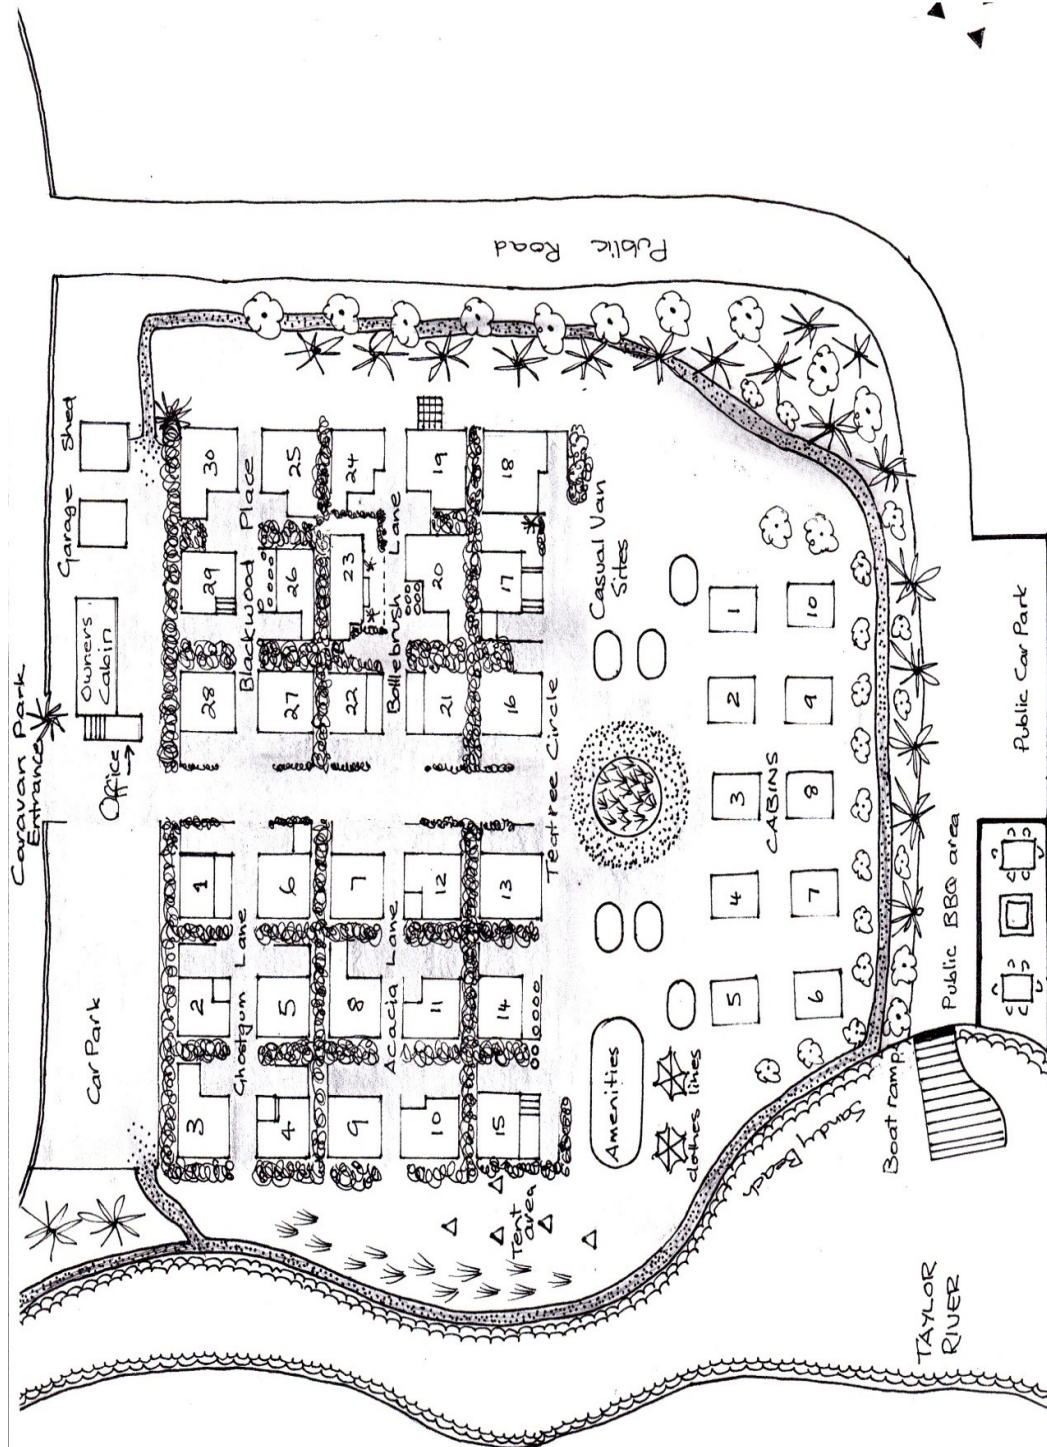 Caravan Park
Entrance
Car Park
Office
Owners
Cabin
Garage
Shed
3
2
1
28
29
30
Ghostgum Lane
Blackwood Place
4
5
6
27
26
25
9
8
7
22
23
24
Acacia Lane
Bottlebrush Lane
10
11
12
21
20
19
15
14
13
16
17
18
Public Road
Tent
area
Teatree Circle
Casual Van
Sites
Amenities
clothes lines
5
4
3
2
1
CABINS
6
7
8
9
10
Sandy Beach
Boat ramp
TAYLOR
RIVER
Public BBQ area
Public Car Park